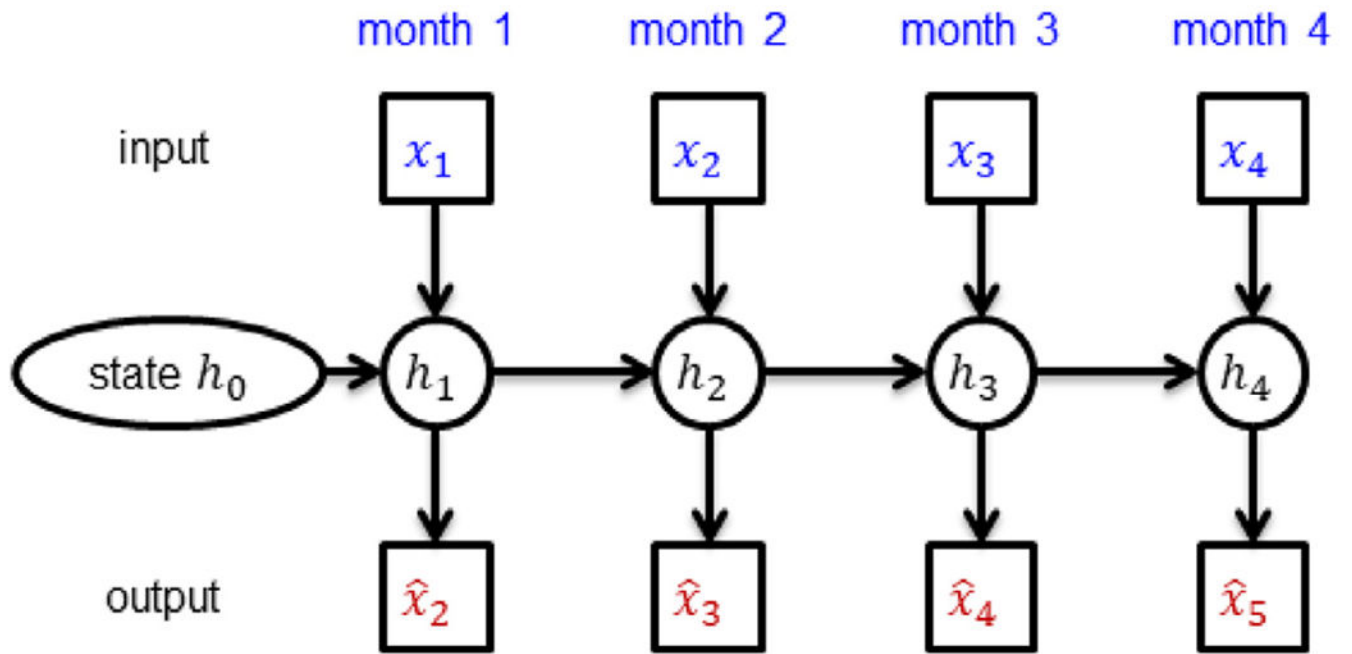 month 1 month 2 month 3 month 4
input x₁ x₂ x₃ x₄
state h₀ h₁ h₂ h₃ h₄
output x̂₂ x̂₃ x̂₄ x̂₅